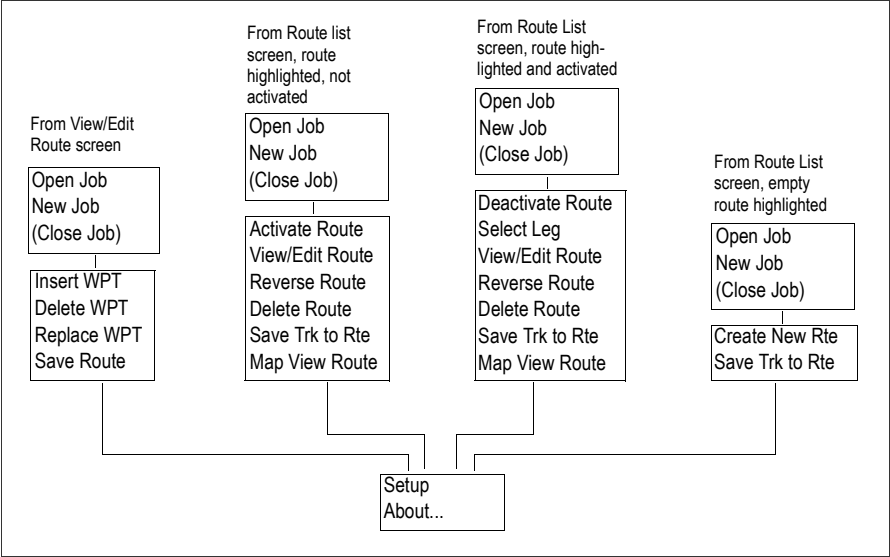 From View/Edit
Route screen
Open Job
New Job
(Close Job)
Insert WPT
Delete WPT
Replace WPT
Save Route
From Route list
screen, route
highlighted, not
activated
Open Job
New Job
(Close Job)
Activate Route
View/Edit Route
Reverse Route
Delete Route
Save Trk to Rte
Map View Route
From Route List
screen, route high-
lighted and activated
Open Job
New Job
(Close Job)
Deactivate Route
Select Leg
View/Edit Route
Reverse Route
Delete Route
Save Trk to Rte
Map View Route
From Route List
screen, empty
route highlighted
Open Job
New Job
(Close Job)
Create New Rte
Save Trk to Rte
Setup
About...